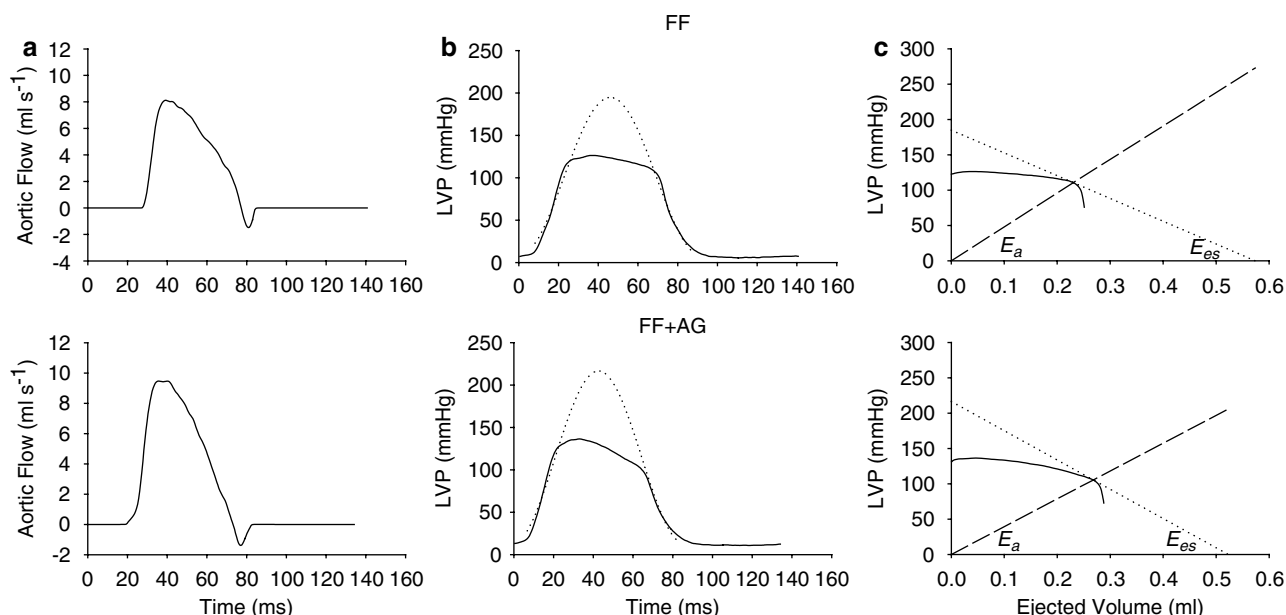 FF
a
12
10
8
6
4
2
0
-2
-4
Aortic Flow (ml s⁻¹)
0 20 40 60 80 100 120 140 160
b
250
200
150
100
50
0
LVP (mmHg)
0 20 40 60 80 100 120 140 160
c
300
250
200
150
100
50
0
LVP (mmHg)
Ea
Ees
0.0 0.1 0.2 0.3 0.4 0.5 0.6
FF+AG
12
10
8
6
4
2
0
-2
Aortic Flow (ml s⁻¹)
0 20 40 60 80 100 120 140 160
Time (ms)
250
200
150
100
50
0
LVP (mmHg)
0 20 40 60 80 100 120 140 160
Time (ms)
300
250
200
150
100
50
0
LVP (mmHg)
Ea
Ees
0.0 0.1 0.2 0.3 0.4 0.5 0.6
Ejected Volume (ml)